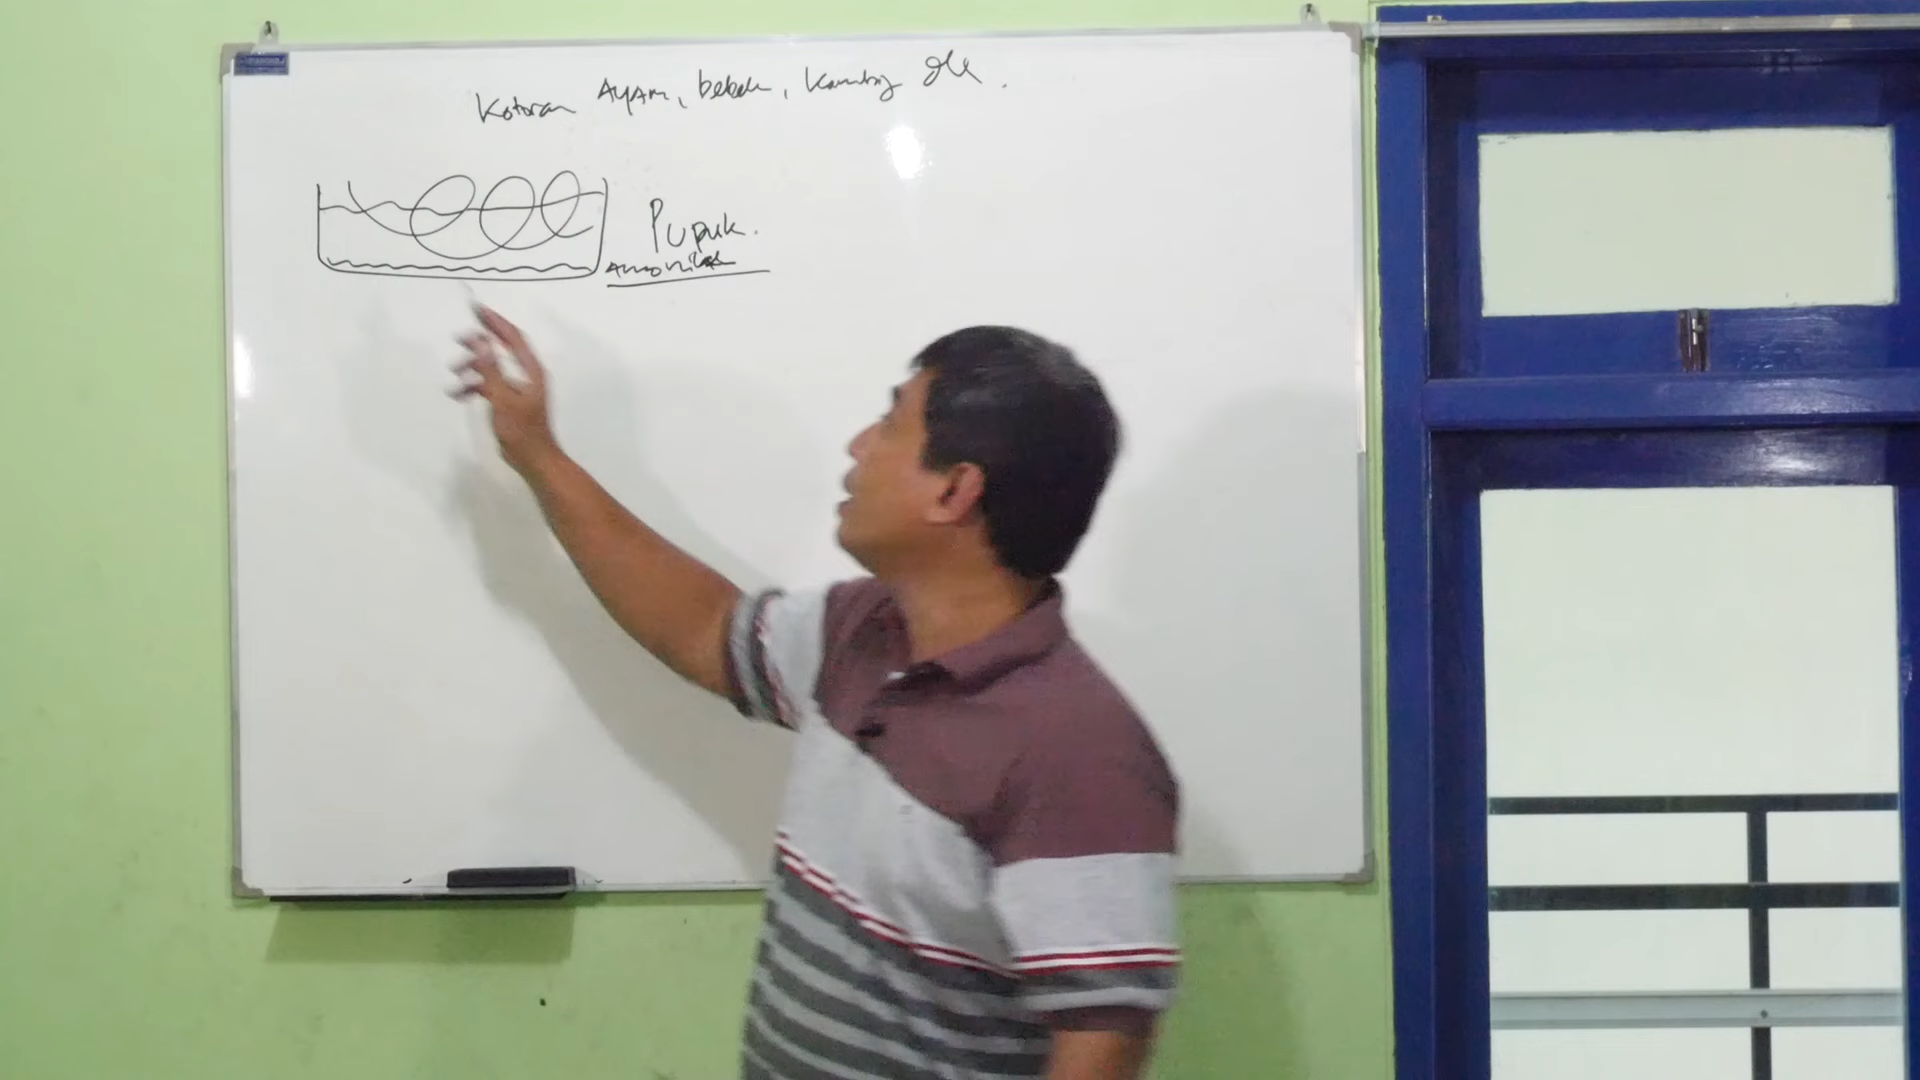 Kotoran Ayam, bebek, kambing dll.
Pupuk.
Amoniak